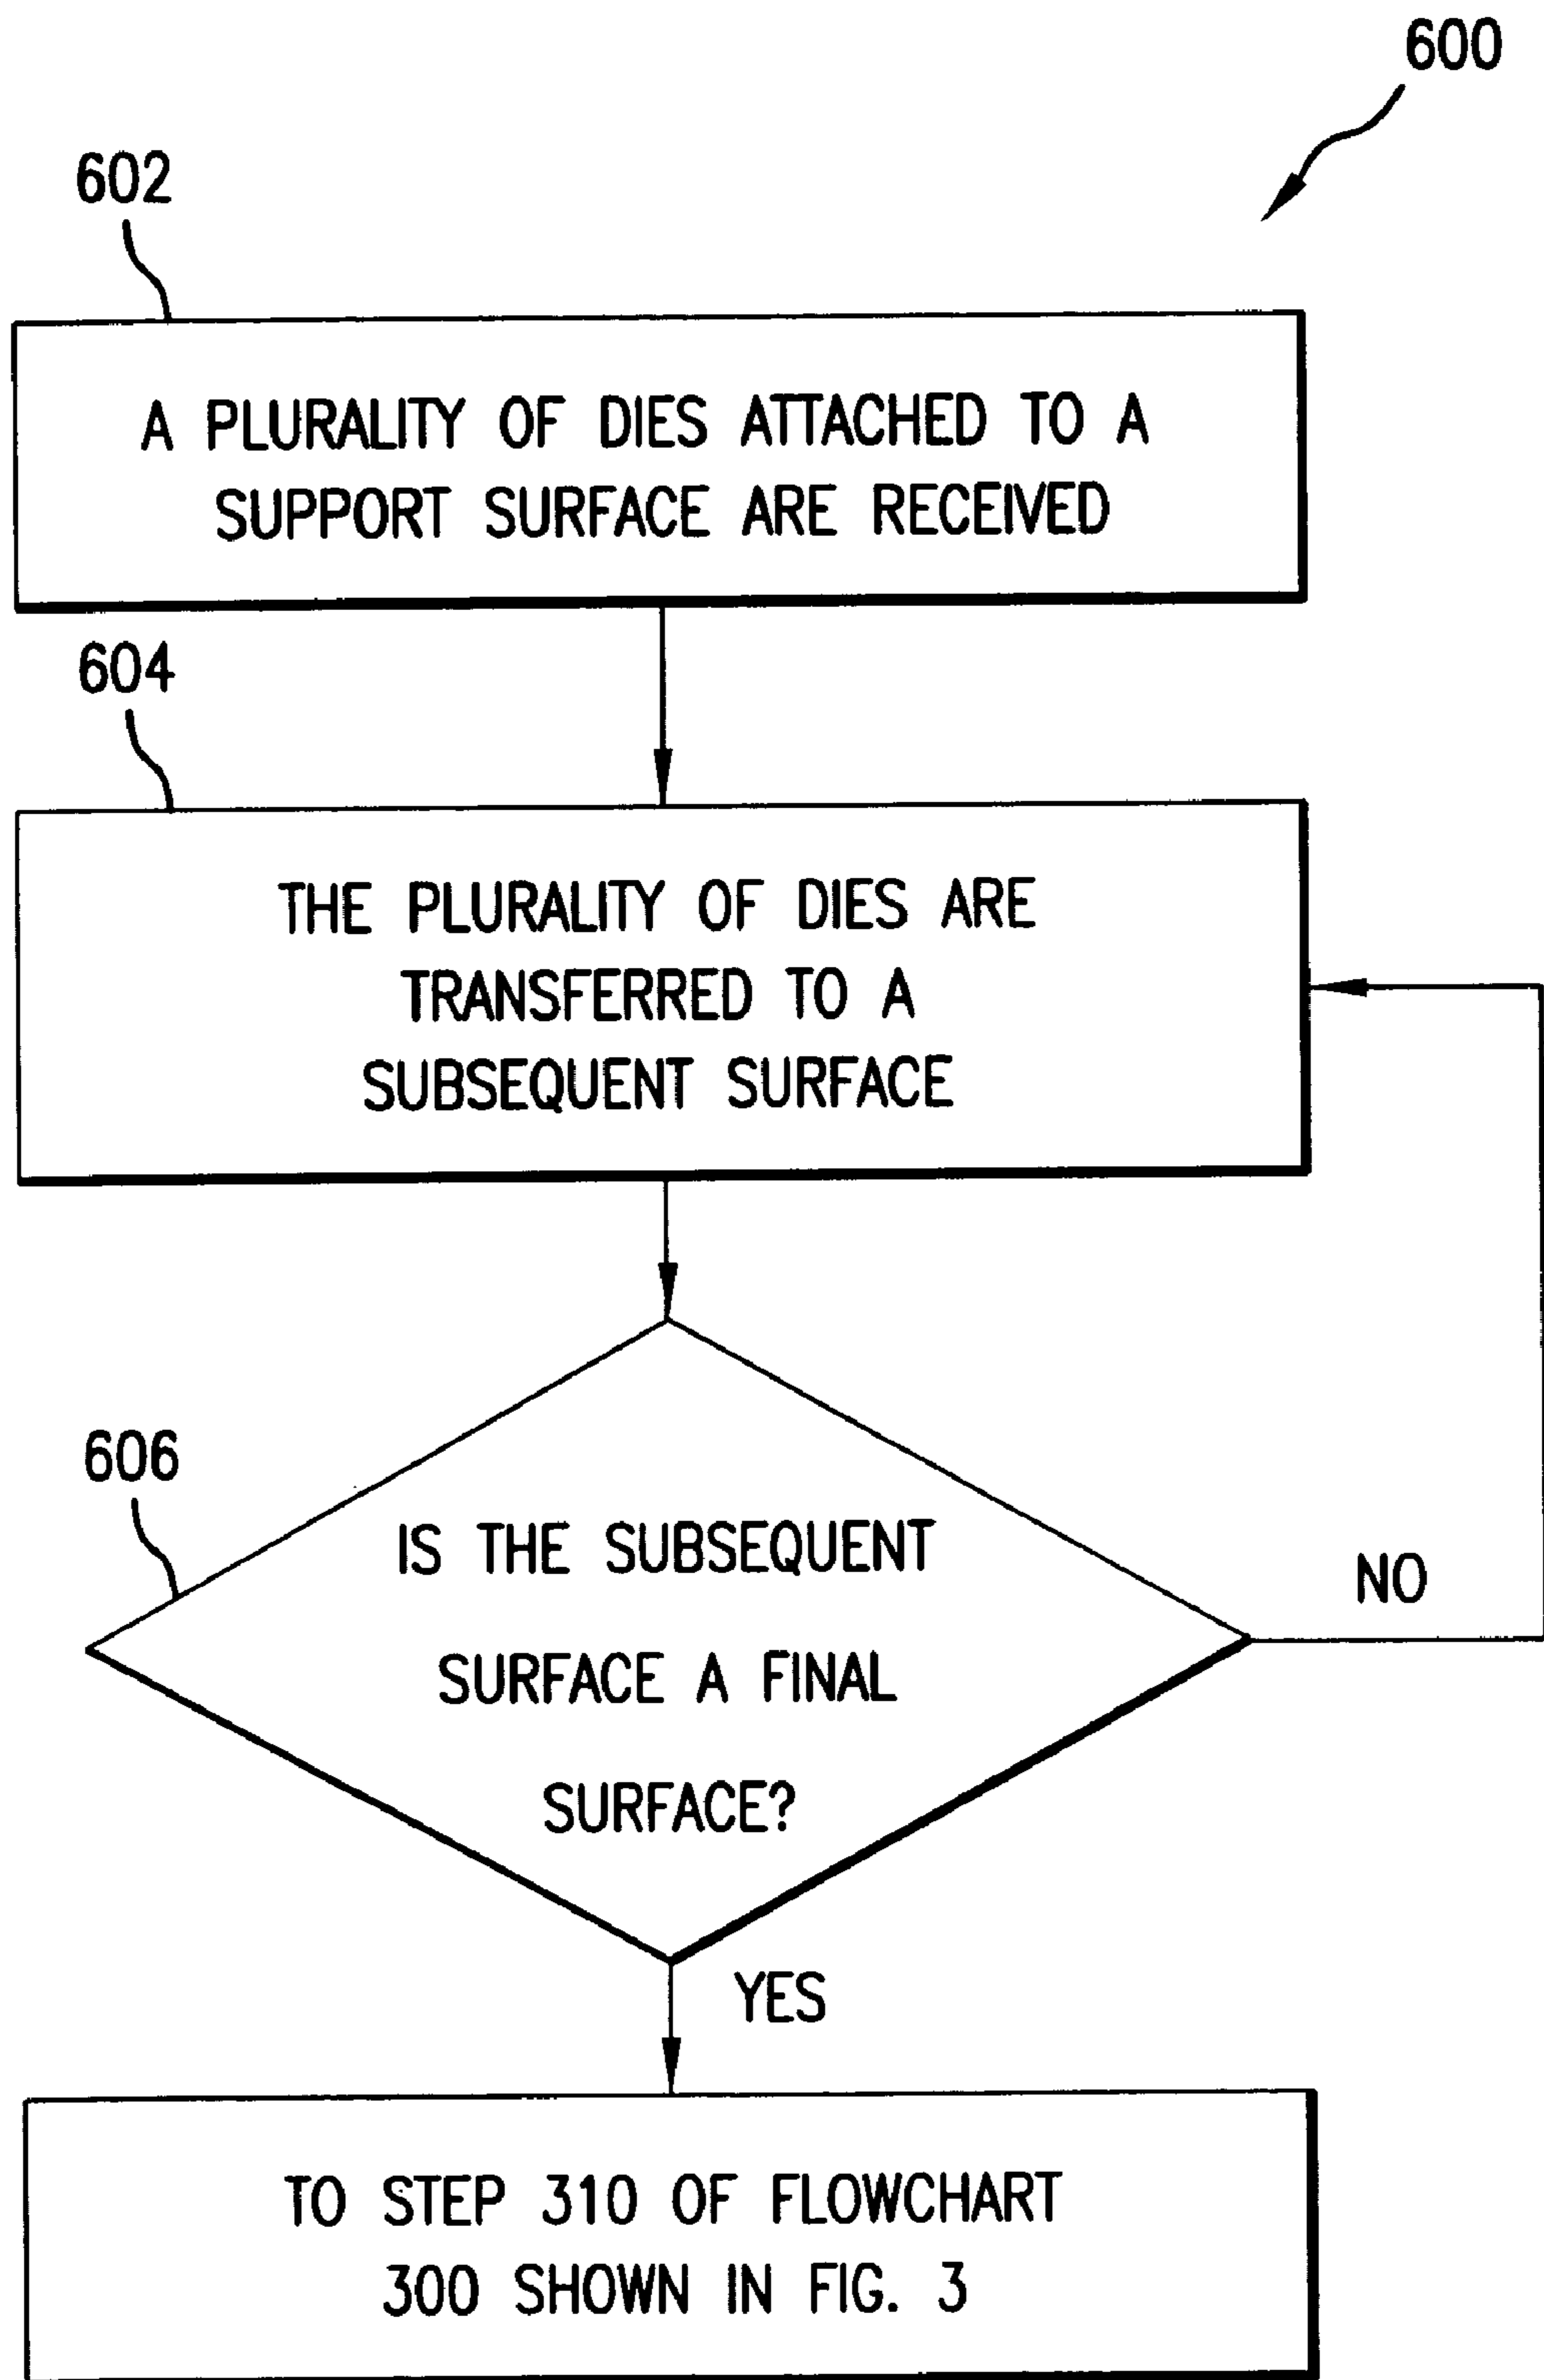 600
602
A PLURALITY OF DIES ATTACHED TO A
SUPPORT SURFACE ARE RECEIVED
604
THE PLURALITY OF DIES ARE
TRANSFERRED TO A
SUBSEQUENT SURFACE
606
IS THE SUBSEQUENT
SURFACE A FINAL
SURFACE?
NO
YES
TO STEP 310 OF FLOWCHART
300 SHOWN IN FIG. 3